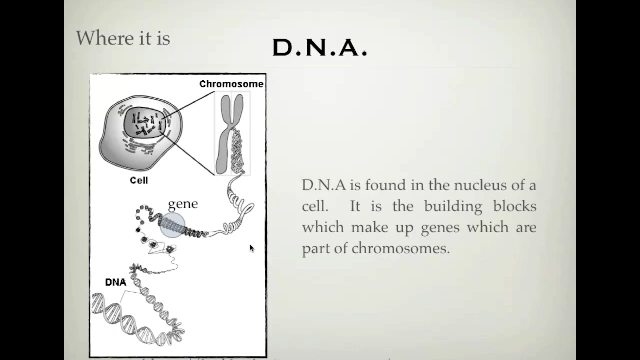 Where it is
D.N.A.
Chromosome
Cell
gene
DNA
D.N.A is found in the nucleus of a
cell. It is the building blocks
which make up genes which are
part of chromosomes.